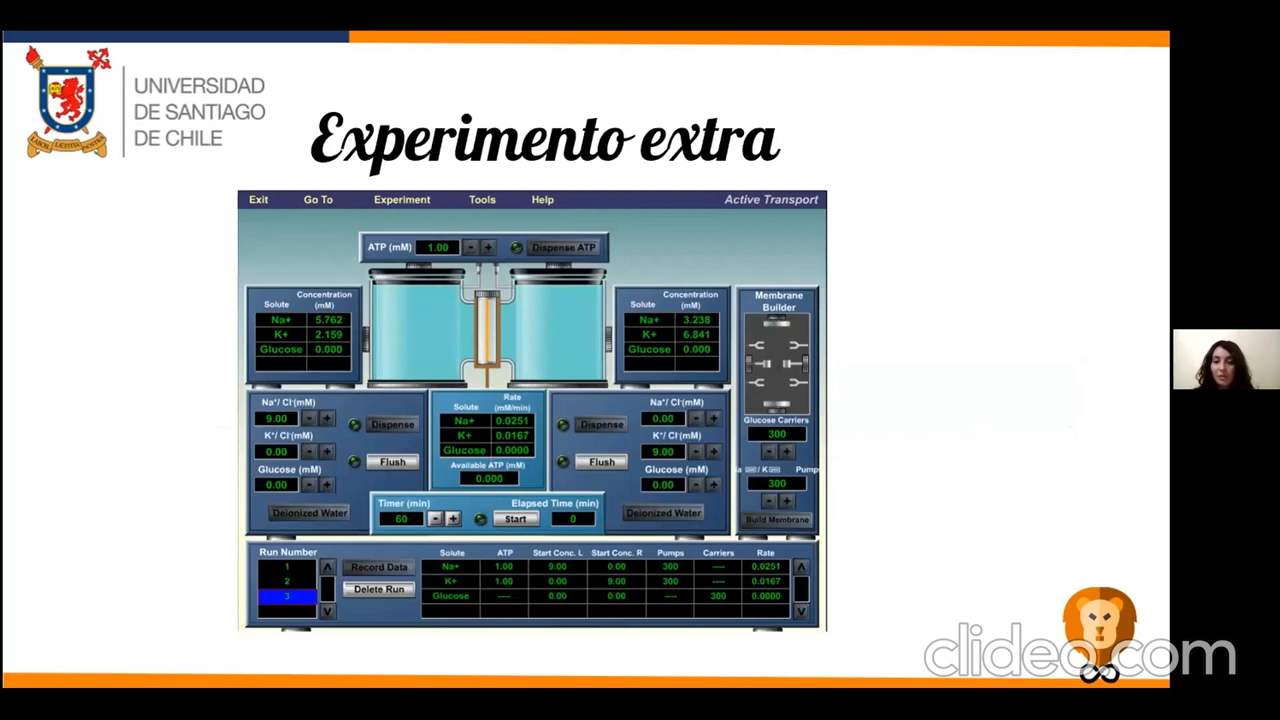 UNIVERSIDAD
DE SANTIAGO
DE CHILE
LABOR LÆTITIA NOSTRA
Experimento extra
Exit Go To Experiment Tools Help Active Transport
ATP (mM) 1.00 - + Dispense ATP
Solute Concentration (mM)
Na+ 5.762
K+ 2.159
Glucose 0.000
Solute Concentration (mM)
Na+ 3.238
K+ 6.841
Glucose 0.000
Membrane
Builder
Glucose Carriers
300
- +
/ K Pump
300
- +
Build Membrane
Na⁺/ Cl⁻(mM)
9.00 - + Dispense
K⁺/ Cl⁻(mM)
0.00 - + Flush
Glucose (mM)
0.00 - +
Deionized Water
Solute Rate (mM/min)
Na+ 0.0251
K+ 0.0167
Glucose 0.0000
Available ATP (mM)
0.000
Na⁺/ Cl⁻(mM)
Dispense 0.00 - +
K⁺/ Cl⁻(mM)
Flush 9.00 - +
Glucose (mM)
0.00 - +
Deionized Water
Timer (min) Elapsed Time (min)
60 - + Start 0
Run Number
1
2
3
Record Data
Delete Run
Solute ATP Start Conc. L Start Conc. R Pumps Carriers Rate
Na+ 1.00 9.00 0.00 300 ---- 0.0251
K+ 1.00 0.00 9.00 300 ---- 0.0167
Glucose ---- 0.00 0.00 ---- 300 0.0000
clideo.com